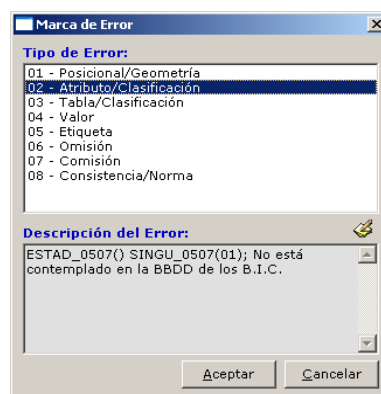 Marca de Error
Tipo de Error:
01 - Posicional/Geometría
02 - Atributo/Clasificación
03 - Tabla/Clasificación
04 - Valor
05 - Etiqueta
06 - Omisión
07 - Comisión
08 - Consistencia/Norma
Descripción del Error:
ESTAD_0507() SINGU_0507(01); No está
contemplado en la BBDD de los B.I.C.
Aceptar Cancelar